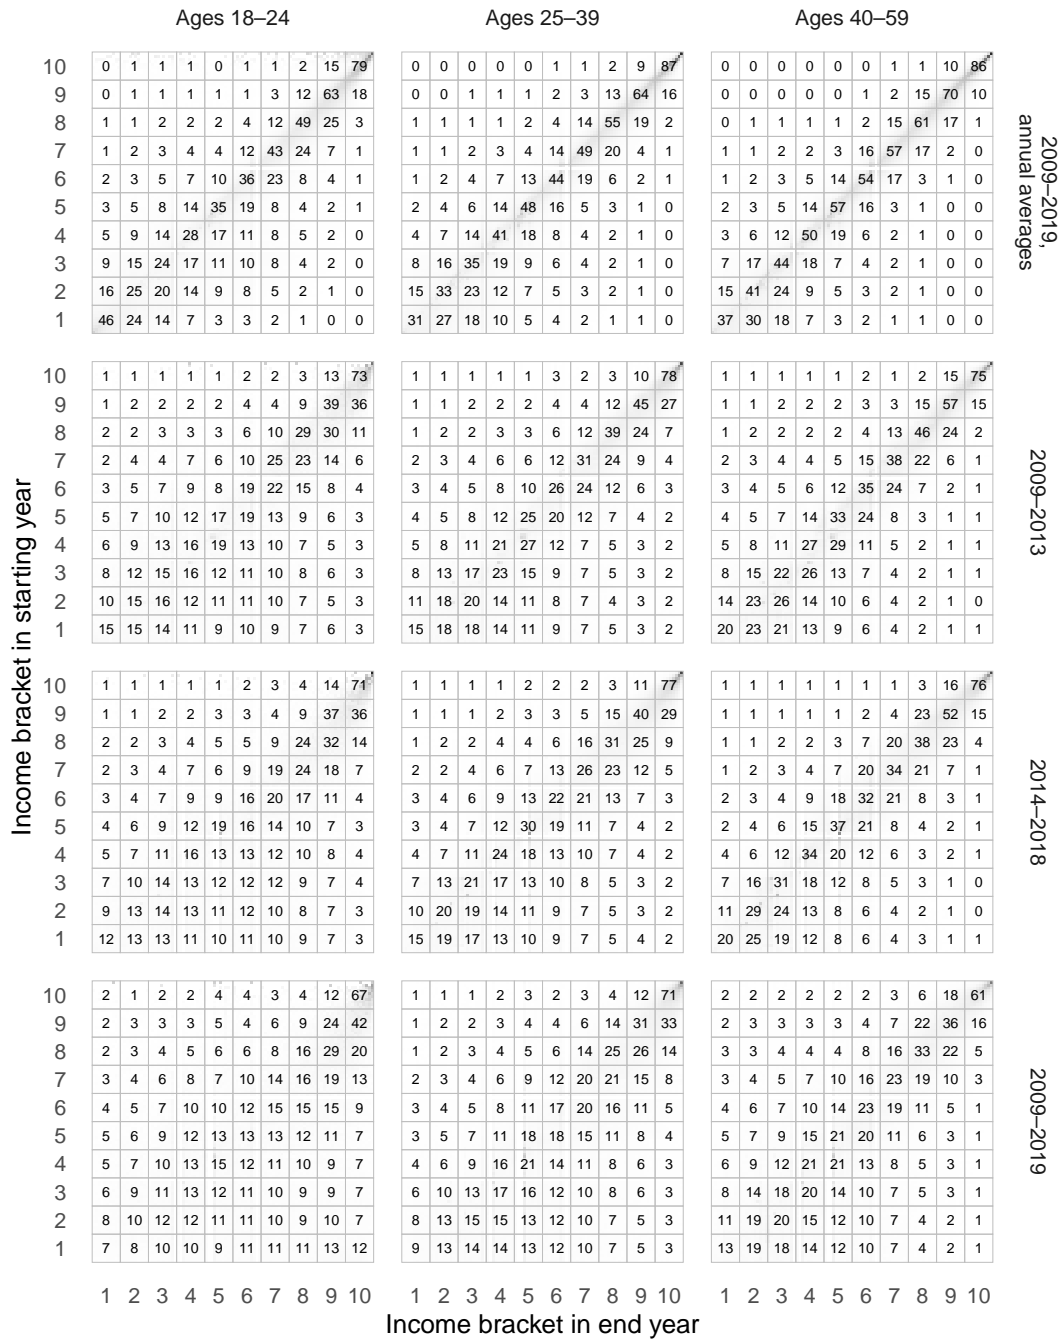 Ages 18–24 Ages 25–39 Ages 40–59
10 0 1 1 1 0 1 1 2 15 79 0 0 0 0 0 1 1 2 9 87 0 0 0 0 0 0 1 1 10 86
9 0 1 1 1 1 1 3 12 63 18 0 0 1 1 1 2 3 13 64 16 0 0 0 0 0 1 2 15 70 10
8 1 1 2 2 2 4 12 49 25 3 1 1 1 1 2 4 14 55 19 2 0 1 1 1 1 2 15 61 17 1
7 1 2 3 4 4 12 43 24 7 1 1 1 2 3 4 14 49 20 4 1 1 1 2 2 3 16 57 17 2 0
6 2 3 5 7 10 36 23 8 4 1 1 2 4 7 13 44 19 6 2 1 1 2 3 5 14 54 17 3 1 0
5 3 5 8 14 35 19 8 4 2 1 2 4 6 14 48 16 5 3 1 0 2 3 5 14 57 16 3 1 0 0
4 5 9 14 28 17 11 8 5 2 0 4 7 14 41 18 8 4 2 1 0 3 6 12 50 19 6 2 1 0 0
3 9 15 24 17 11 10 8 4 2 0 8 16 35 19 9 6 4 2 1 0 7 17 44 18 7 4 2 1 0 0
2 16 25 20 14 9 8 5 2 1 0 15 33 23 12 7 5 3 2 1 0 15 41 24 9 5 3 2 1 0 0
1 46 24 14 7 3 3 2 1 0 0 31 27 18 10 5 4 2 1 1 0 37 30 18 7 3 2 1 1 0 0
2009–2019,
annual averages
10 1 1 1 1 1 2 2 3 13 73 1 1 1 1 1 3 2 3 10 78 1 1 1 1 1 2 1 2 15 75
9 1 2 2 2 2 4 4 9 39 36 1 1 2 2 2 4 4 12 45 27 1 1 2 2 2 3 3 15 57 15
8 2 2 3 3 3 6 10 29 30 11 1 2 2 3 3 6 12 39 24 7 1 2 2 2 2 4 13 46 24 2
7 2 4 4 7 6 10 25 23 14 6 2 3 4 6 6 12 31 24 9 4 2 3 4 4 5 15 38 22 6 1
6 3 5 7 9 8 19 22 15 8 4 3 4 5 8 10 26 24 12 6 3 3 4 5 6 12 35 24 7 2 1
5 5 7 10 12 17 19 13 9 6 3 4 5 8 12 25 20 12 7 4 2 4 5 7 14 33 24 8 3 1 1
4 6 9 13 16 19 13 10 7 5 3 5 8 11 21 27 12 7 5 3 2 5 8 11 27 29 11 5 2 1 1
3 8 12 15 16 12 11 10 8 6 3 8 13 17 23 15 9 7 5 3 2 8 15 22 26 13 7 4 2 1 1
2 10 15 16 12 11 11 10 7 5 3 11 18 20 14 11 8 7 4 3 2 14 23 26 14 10 6 4 2 1 0
1 15 15 14 11 9 10 9 7 6 3 15 18 18 14 11 9 7 5 3 2 20 23 21 13 9 6 4 2 1 1
2009–2013
10 1 1 1 1 1 2 3 4 14 71 1 1 1 1 2 2 2 3 11 77 1 1 1 1 1 1 1 3 16 76
9 1 1 2 2 3 3 4 9 37 36 1 1 1 2 3 3 5 15 40 29 1 1 1 1 1 2 4 23 52 15
8 2 2 3 4 5 5 9 24 32 14 1 2 2 4 4 6 16 31 25 9 1 1 2 2 3 7 20 38 23 4
7 2 3 4 7 6 9 19 24 18 7 2 2 4 6 7 13 26 23 12 5 1 2 3 4 7 20 34 21 7 1
6 3 4 7 9 9 16 20 17 11 4 3 4 6 9 13 22 21 13 7 3 2 3 4 9 18 32 21 8 3 1
5 4 6 9 12 19 16 14 10 7 3 3 4 7 12 30 19 11 7 4 2 2 4 6 15 37 21 8 4 2 1
4 5 7 11 16 13 13 12 10 8 4 4 7 11 24 18 13 10 7 4 2 4 6 12 34 20 12 6 3 2 1
3 7 10 14 13 12 12 12 9 7 4 7 13 21 17 13 10 8 5 3 2 7 16 31 18 12 8 5 3 1 0
2 9 13 14 13 11 12 10 8 7 3 10 20 19 14 11 9 7 5 3 2 11 29 24 13 8 6 4 2 1 0
1 12 13 13 11 10 11 10 9 7 3 15 19 17 13 10 9 7 5 4 2 20 25 19 12 8 6 4 3 1 1
2014–2018
10 2 1 2 2 4 4 3 4 12 67 1 1 1 2 3 2 3 4 12 71 2 2 2 2 2 2 3 6 18 61
9 2 3 3 3 5 4 6 9 24 42 1 2 2 3 4 4 6 14 31 33 2 3 3 3 3 4 7 22 36 16
8 2 3 4 5 6 6 8 16 29 20 1 2 3 4 5 6 14 25 26 14 3 3 4 4 4 8 16 33 22 5
7 3 4 6 8 7 10 14 16 19 13 2 3 4 6 9 12 20 21 15 8 3 4 5 7 10 16 23 19 10 3
6 4 5 7 10 10 12 15 15 15 9 3 4 5 8 11 17 20 16 11 5 4 6 7 10 14 23 19 11 5 1
5 5 6 9 12 13 13 13 12 11 7 3 5 7 11 18 18 15 11 8 4 5 7 9 15 21 20 11 6 3 1
4 5 7 10 13 15 12 11 10 9 7 4 6 9 16 21 14 11 8 6 3 6 9 12 21 21 13 8 5 3 1
3 6 9 11 13 12 11 10 9 9 7 6 10 13 17 16 12 10 8 6 3 8 14 18 20 14 10 7 5 3 1
2 8 10 12 12 11 11 10 9 10 7 8 13 15 15 13 12 10 7 5 3 11 19 20 15 12 10 7 4 2 1
1 7 8 10 10 9 11 11 11 13 12 9 13 14 14 13 12 10 7 5 3 13 19 18 14 12 10 7 4 2 1
2009–2019
1 2 3 4 5 6 7 8 9 10 1 2 3 4 5 6 7 8 9 10 1 2 3 4 5 6 7 8 9 10
Income bracket in end year
Income bracket in starting year